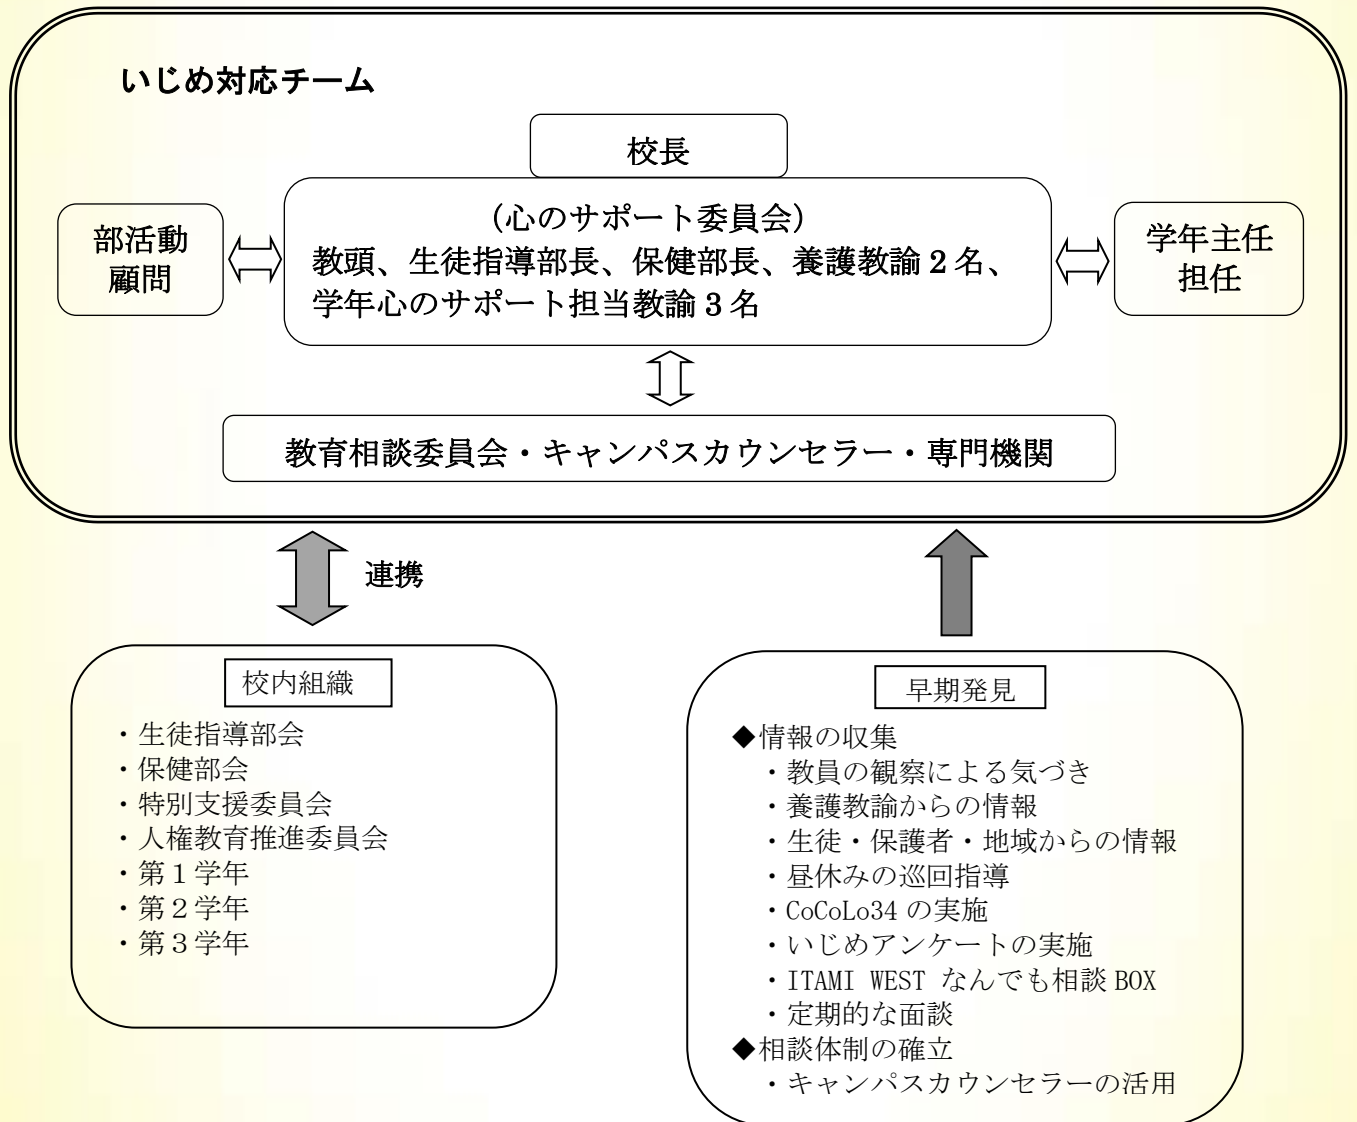 いじめ対応チーム
校長
(心のサポート委員会)
教頭、生徒指導部長、保健部長、養護教諭２名、
学年心のサポート担当教諭３名
部活動
顧問
学年主任
担任
教育相談委員会・キャンパスカウンセラー・専門機関
連携
校内組織
・生徒指導部会
・保健部会
・特別支援委員会
・人権教育推進委員会
・第１学年
・第２学年
・第３学年
早期発見
◆情報の収集
・教員の観察による気づき
・養護教諭からの情報
・生徒・保護者・地域からの情報
・昼休みの巡回指導
・CoCoLo34 の実施
・いじめアンケートの実施
・ITAMI WEST なんでも相談 BOX
・定期的な面談
◆相談体制の確立
・キャンパスカウンセラーの活用